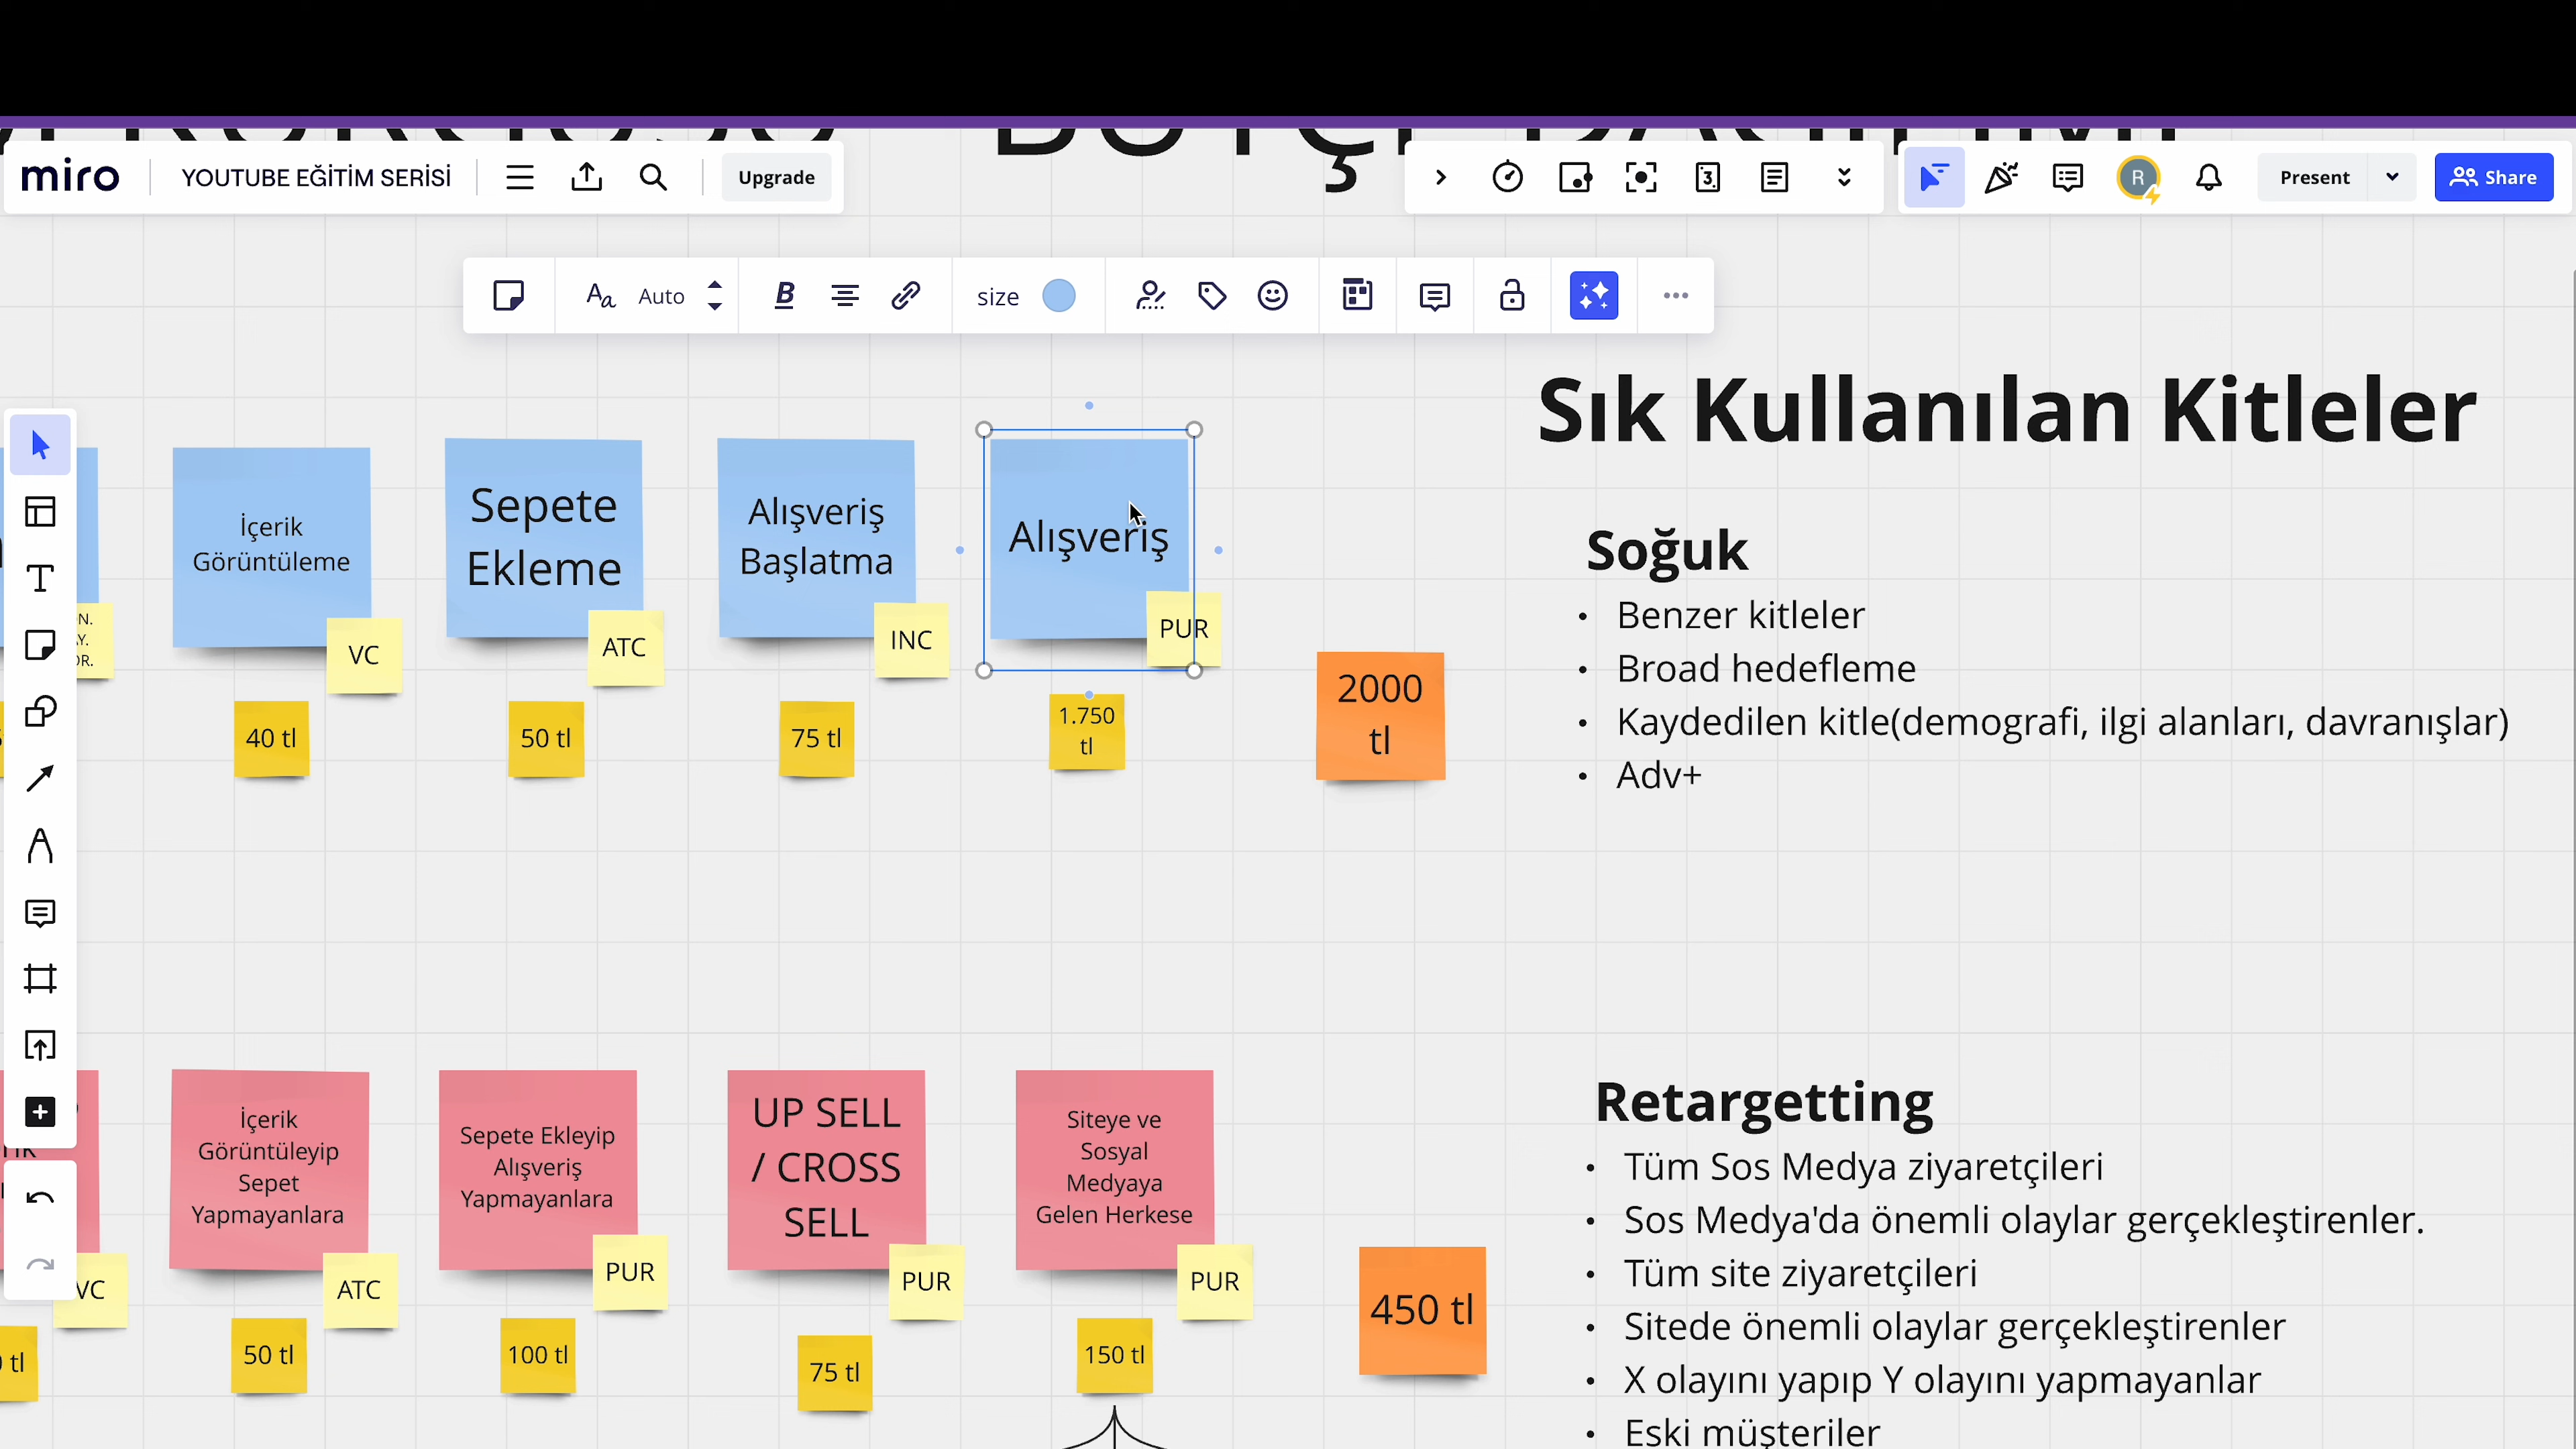 miro
YOUTUBE EĞİTİM SERİSİ
Upgrade
Present
Share
Auto
size
Sık Kullanılan Kitleler
İçerik
Görüntüleme
VC
40 tl
Sepete
Ekleme
ATC
50 tl
Alışveriş
Başlatma
INC
75 tl
Alışveriş
PUR
1.750
tl
2000
tl
Soğuk
• Benzer kitleler
• Broad hedefleme
• Kaydedilen kitle(demografi, ilgi alanları, davranışlar)
• Adv+
VC
tl
İçerik
Görüntüleyip
Sepet
Yapmayanlara
ATC
50 tl
Sepete Ekleyip
Alışveriş
Yapmayanlara
PUR
100 tl
UP SELL
/ CROSS
SELL
PUR
75 tl
Siteye ve
Sosyal
Medyaya
Gelen Herkese
PUR
150 tl
450 tl
Retargetting
• Tüm Sos Medya ziyaretçileri
• Sos Medya'da önemli olaylar gerçekleştirenler.
• Tüm site ziyaretçileri
• Sitede önemli olaylar gerçekleştirenler
• X olayını yapıp Y olayını yapmayanlar
• Eski müşteriler